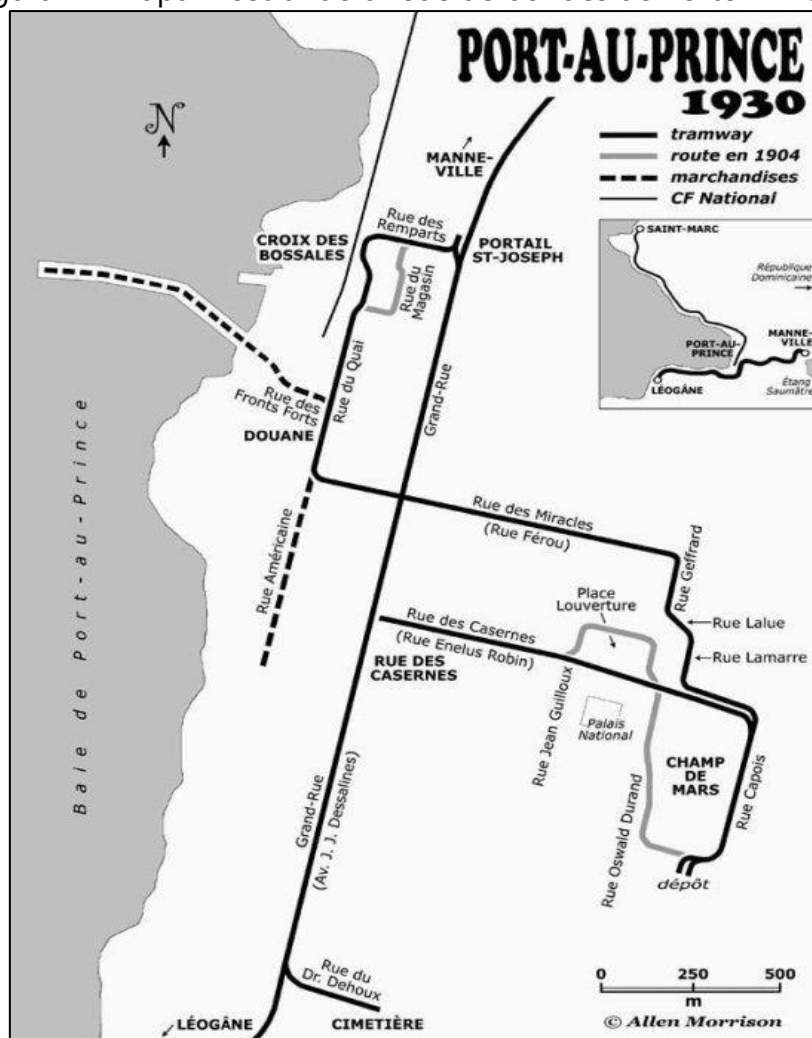 PORT-AU-PRINCE
1930
tramway
route en 1904
marchandises
CF National
N
MANNE-
VILLE
Rue des
Remparts
CROIX DES
BOSSALES
PORTAIL
ST-JOSEPH
Rue du
Magasin
SAINT-MARC
République
Dominicaine
PORT-AU-
PRINCE
MANNE-
VILLE
LÉOGÂNE
Étang
Saumâtre
Rue du Quai
Grand-Rue
Rue des
Fronts Forts
DOUANE
Baie de Port-au-Prince
Rue Américaine
Rue des Miracles
(Rue Férou)
Rue Geffrard
Place
Louverture
Rue Lalue
Rue des Casernes
(Rue Enelus Robin)
Rue Lamarre
RUE DES
CASERNES
Rue Jean Guilloux
Palais
National
CHAMP
DE
MARS
Rue Capois
Rue Oswald Durand
dépôt
Grand-Rue
(Av. J. J. Dessalines)
Rue du
Dr. Dehoux
LÉOGÂNE
CIMETIÈRE
0 250 500
m
© Allen Morrison